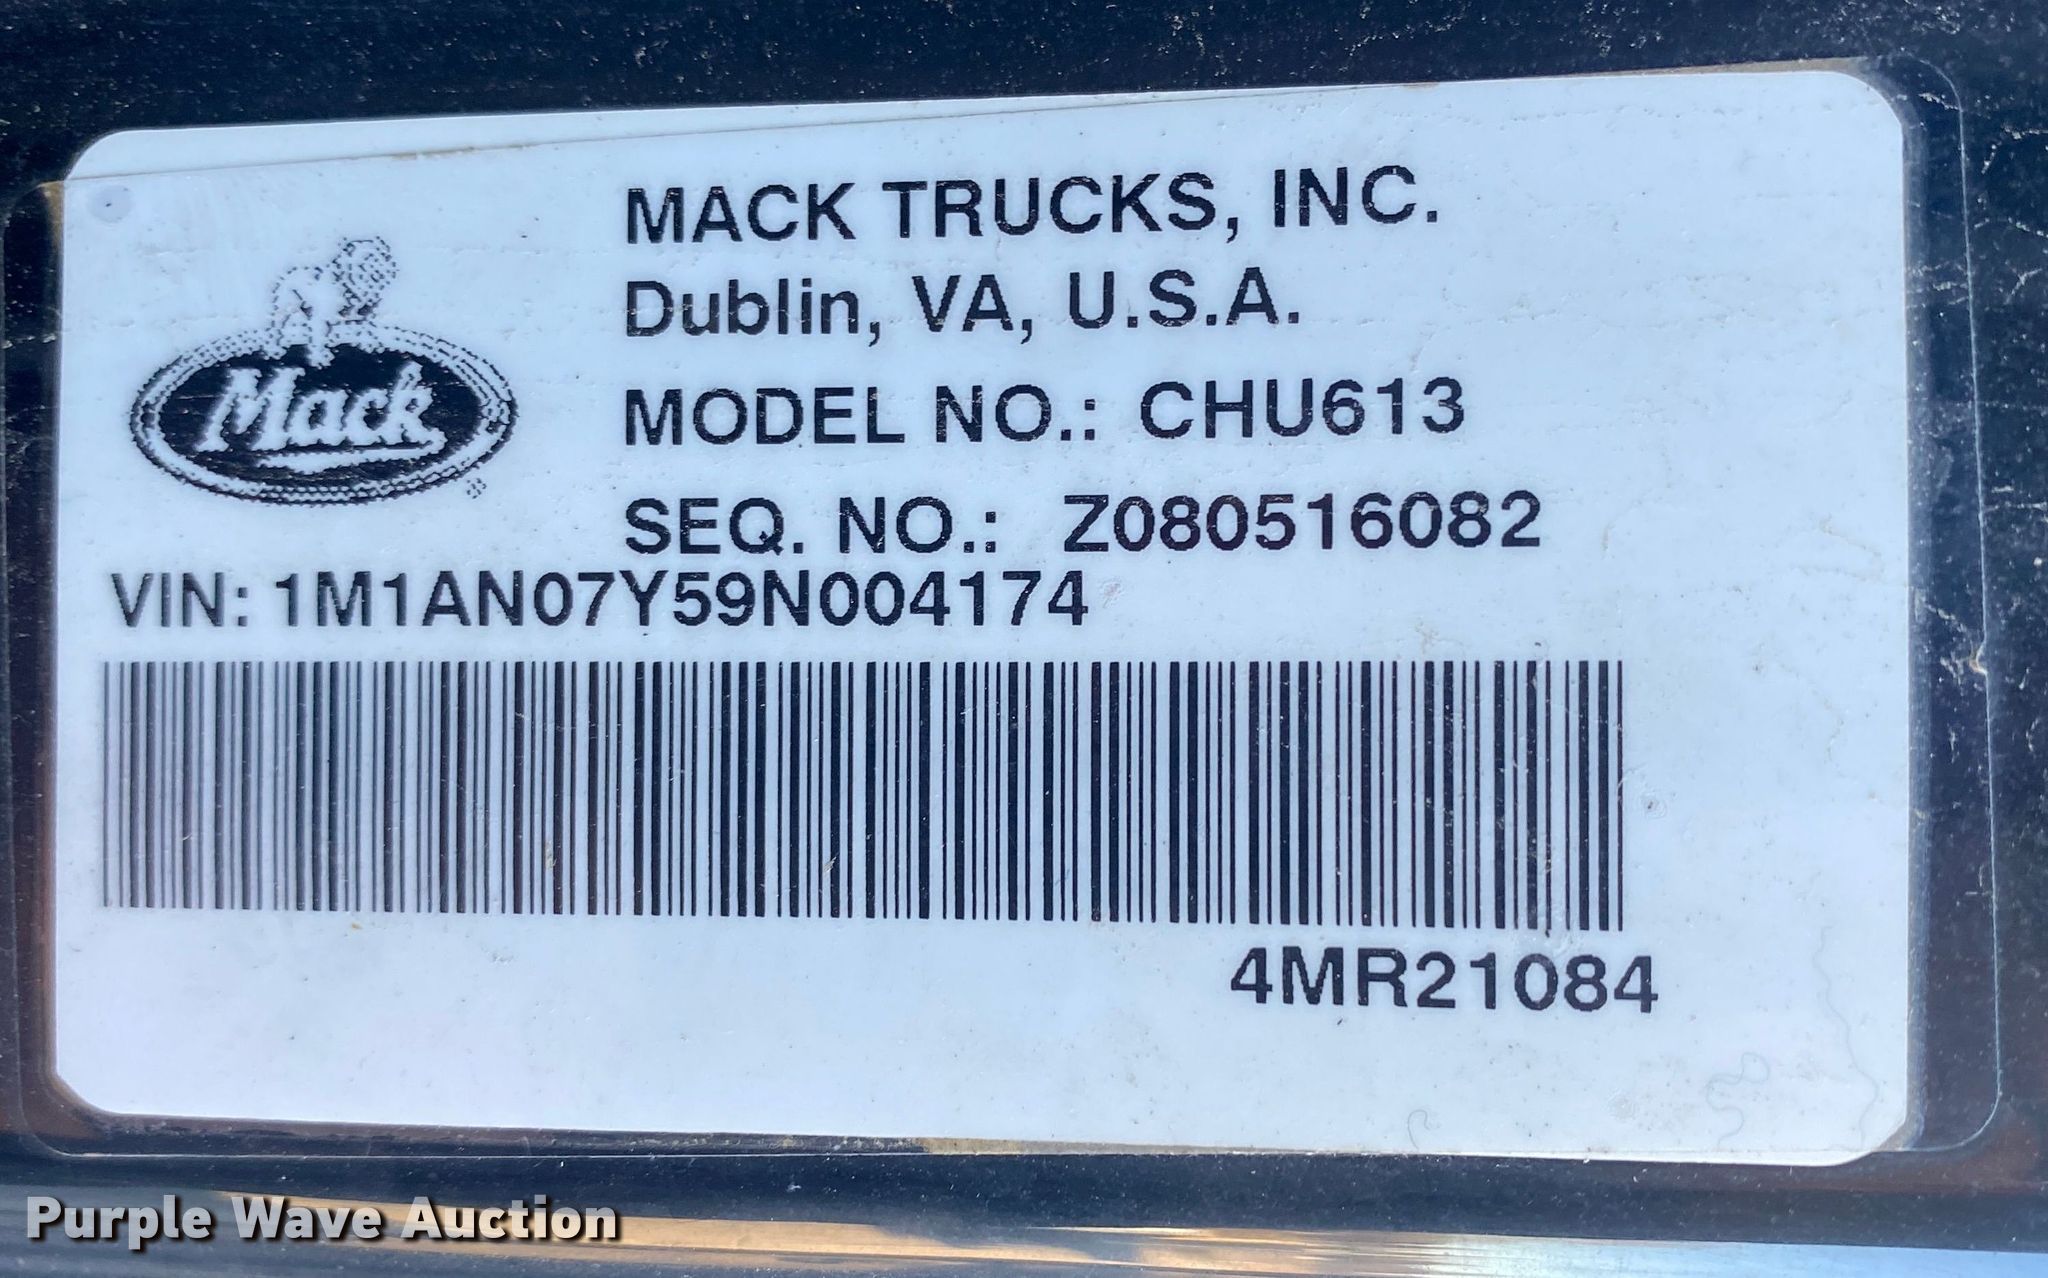 MACK TRUCKS, INC.
Dublin, VA, U.S.A.
Mack
MODEL NO.: CHU613
SEQ. NO.: Z080516082
VIN: 1M1AN07Y59N004174
4MR21084
Purple Wave Auction